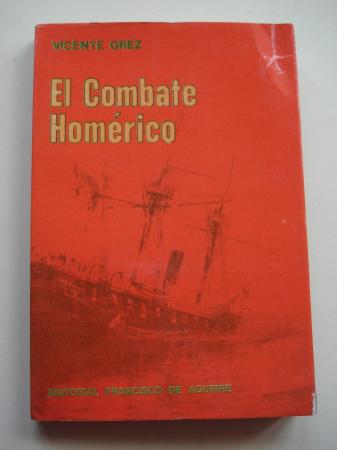 VICENTE GREZ
El Combate
Homérico
EDITORIAL FRANCISCO DE AGUIRRE